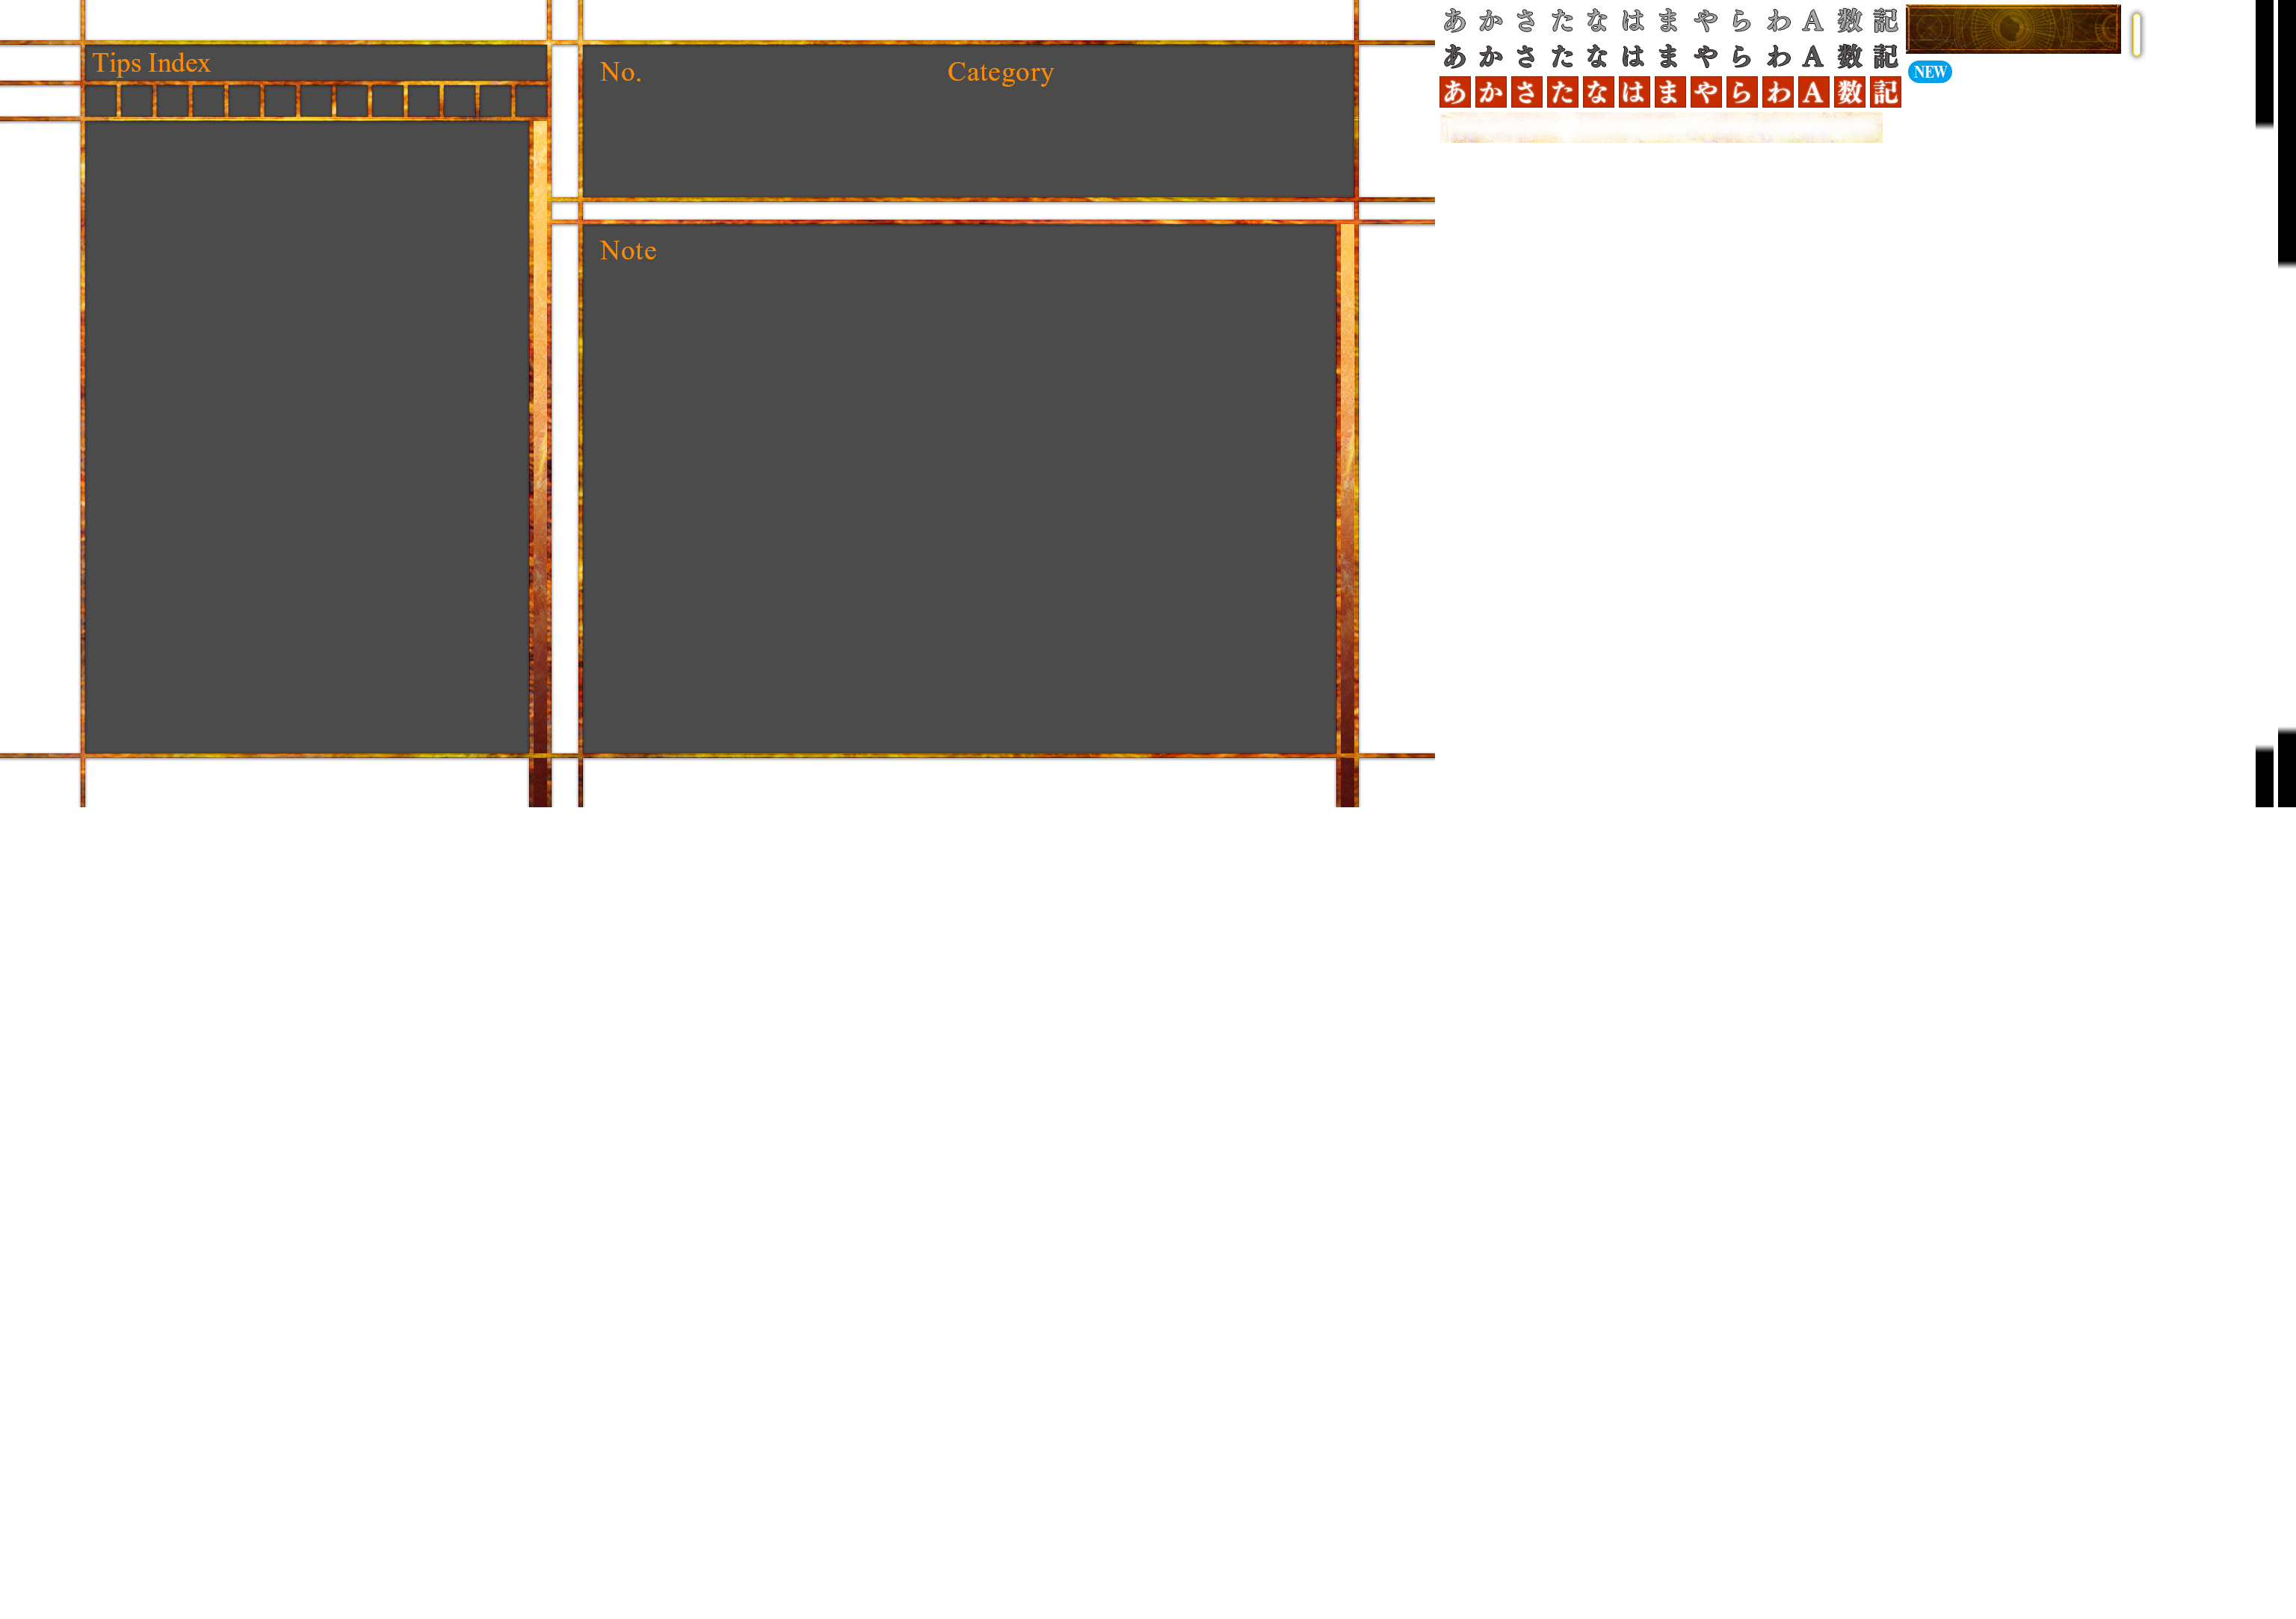 Tips Index
No.
Category
Note
あ か さ た な は ま や ら わ A 数 記
あ か さ た な は ま や ら わ A 数 記
あ か さ た な は ま や ら わ A 数 記
NEW